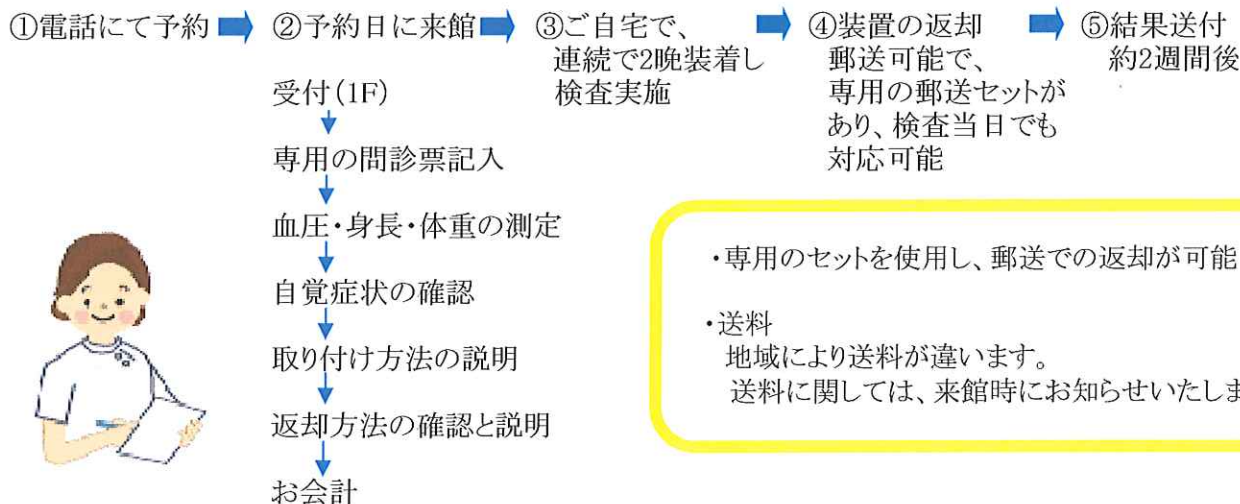 ①電話にて予約
②予約日に来館
受付(1F)
専用の問診票記入
血圧・身長・体重の測定
自覚症状の確認
取り付け方法の説明
返却方法の確認と説明
お会計
③ご自宅で、
連続で2晩装着し
検査実施
④装置の返却
郵送可能で、
専用の郵送セットが
あり、検査当日でも
対応可能
⑤結果送付
約2週間後
・専用のセットを使用し、郵送での返却が可能
・送料
地域により送料が違います。
送料に関しては、来館時にお知らせいたしま